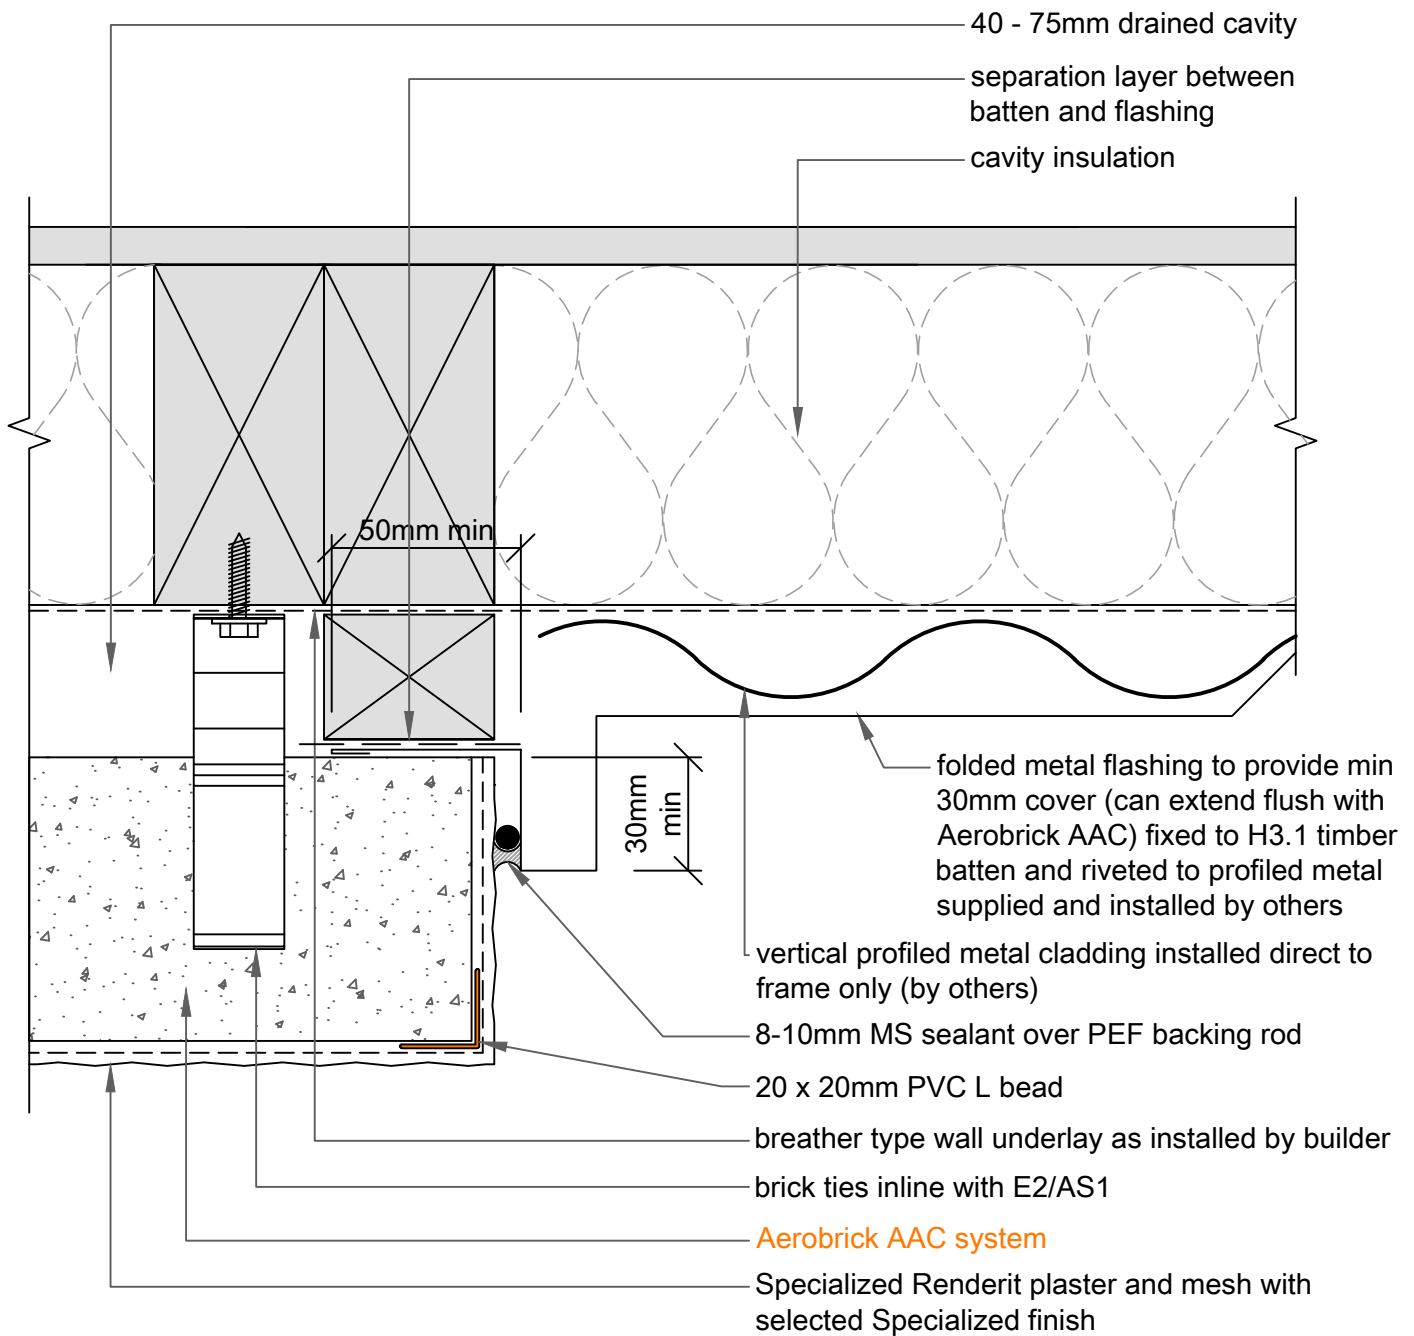 40 - 75mm drained cavity
separation layer between
batten and flashing
cavity insulation
50mm min
30mm
min
folded metal flashing to provide min
30mm cover (can extend flush with
Aerobrick AAC) fixed to H3.1 timber
batten and riveted to profiled metal
supplied and installed by others
vertical profiled metal cladding installed direct to
frame only (by others)
8-10mm MS sealant over PEF backing rod
20 x 20mm PVC L bead
breather type wall underlay as installed by builder
brick ties inline with E2/AS1
Aerobrick AAC system
Specialized Renderit plaster and mesh with
selected Specialized finish